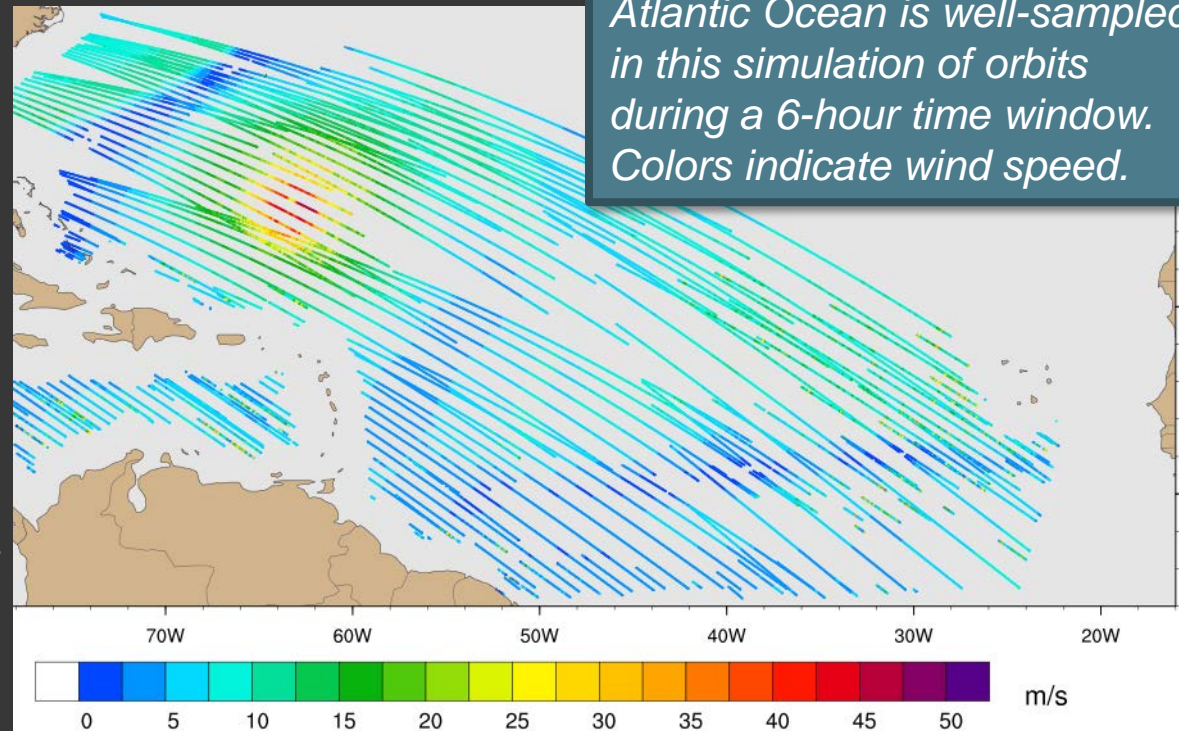 Atlantic Ocean is well-sampled
in this simulation of orbits
during a 6-hour time window.
Colors indicate wind speed.
70W 60W 50W 40W 30W 20W
m/s
0 5 10 15 20 25 30 35 40 45 50